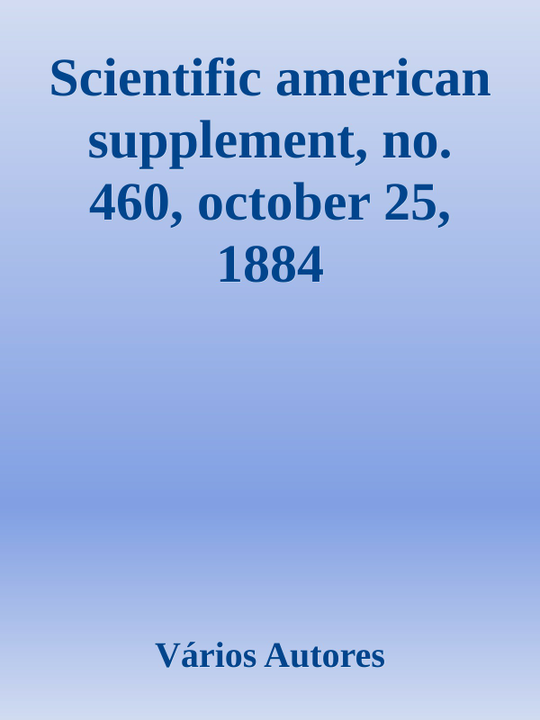 Scientific american
supplement, no.
460, october 25,
1884
Vários Autores